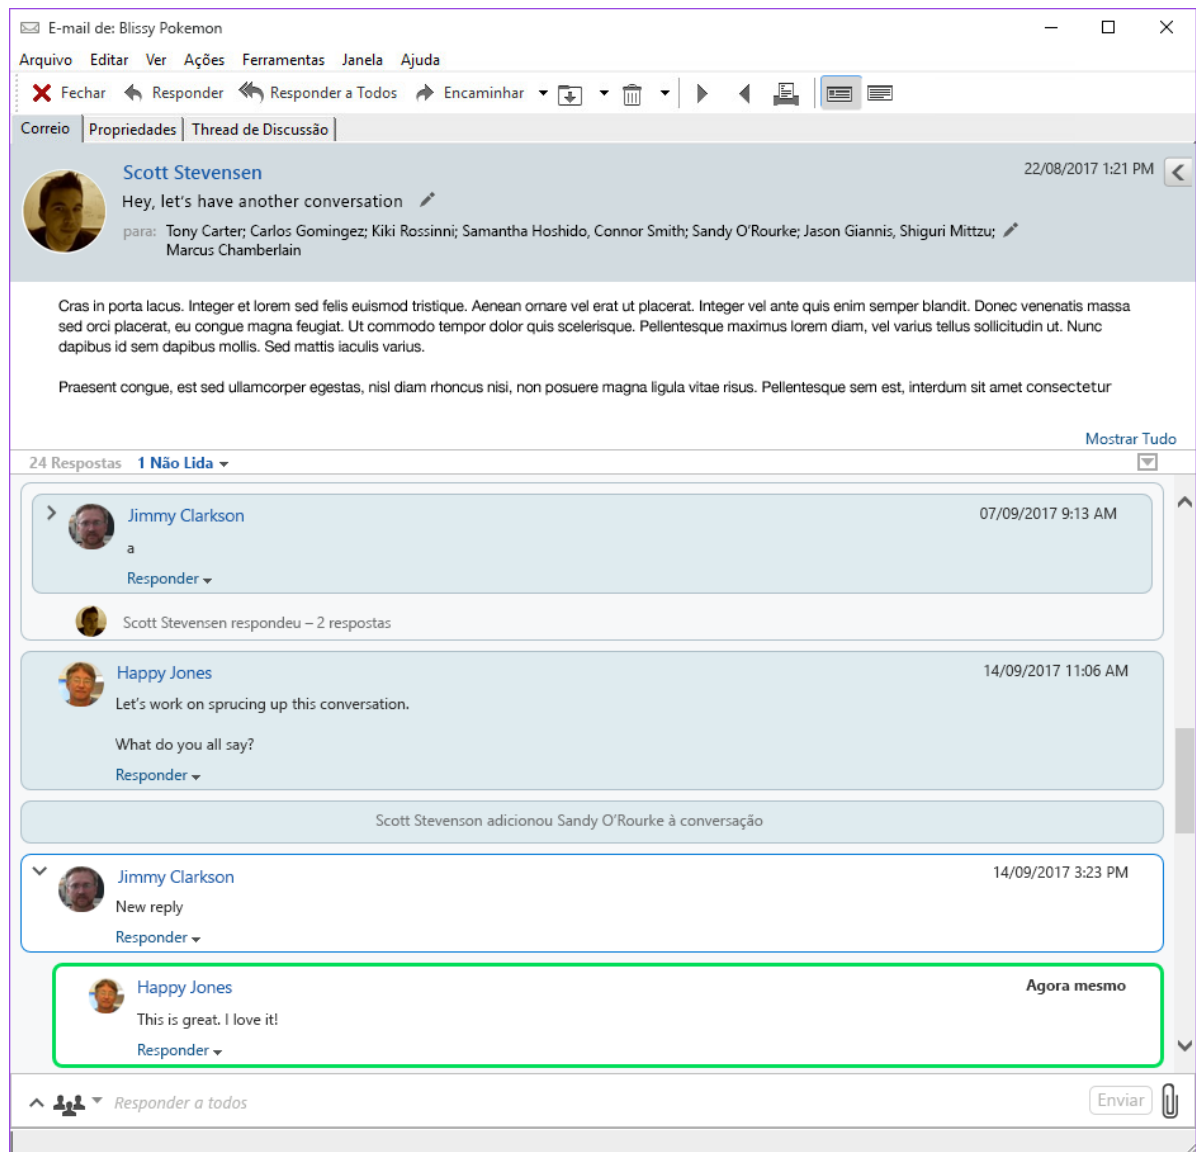 E-mail de: Blissy Pokemon
Arquivo Editar Ver Ações Ferramentas Janela Ajuda
Fechar Responder Responder a Todos Encaminhar
Correio Propriedades Thread de Discussão
Scott Stevensen 22/08/2017 1:21 PM
Hey, let's have another conversation
para: Tony Carter; Carlos Gomingez; Kiki Rossinni; Samantha Hoshido, Connor Smith; Sandy O'Rourke; Jason Giannis, Shiguri Mittzu;
Marcus Chamberlain
Cras in porta lacus. Integer et lorem sed felis euismod tristique. Aenean ornare vel erat ut placerat. Integer vel ante quis enim semper blandit. Donec venenatis massa
sed orci placerat, eu congue magna feugiat. Ut commodo tempor dolor quis scelerisque. Pellentesque maximus lorem diam, vel varius tellus sollicitudin ut. Nunc
dapibus id sem dapibus mollis. Sed mattis iaculis varius.
Praesent congue, est sed ullamcorper egestas, nisl diam rhoncus nisi, non posuere magna ligula vitae risus. Pellentesque sem est, interdum sit amet consectetur
Mostrar Tudo
24 Respostas 1 Não Lida
Jimmy Clarkson 07/09/2017 9:13 AM
a
Responder
Scott Stevensen respondeu – 2 respostas
Happy Jones 14/09/2017 11:06 AM
Let's work on sprucing up this conversation.
What do you all say?
Responder
Scott Stevenson adicionou Sandy O'Rourke à conversação
Jimmy Clarkson 14/09/2017 3:23 PM
New reply
Responder
Happy Jones Agora mesmo
This is great. I love it!
Responder
Responder a todos Enviar